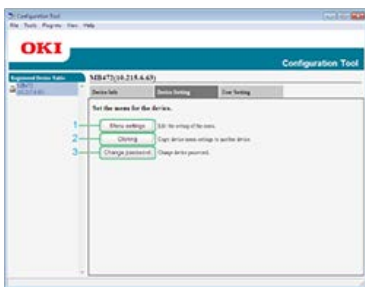 Configuration Tool
File Tools Plug-ins View Help
OKI
Configuration Tool
Registered Device Table
MB472(10.215.6.63)
MB472
Device Info Device Setting User Setting
Set the menu for the device.
1 Menu settings Edit the setting of the menu.
2 Cloning Copy device menu settings to another device.
3 Change password Change device password.